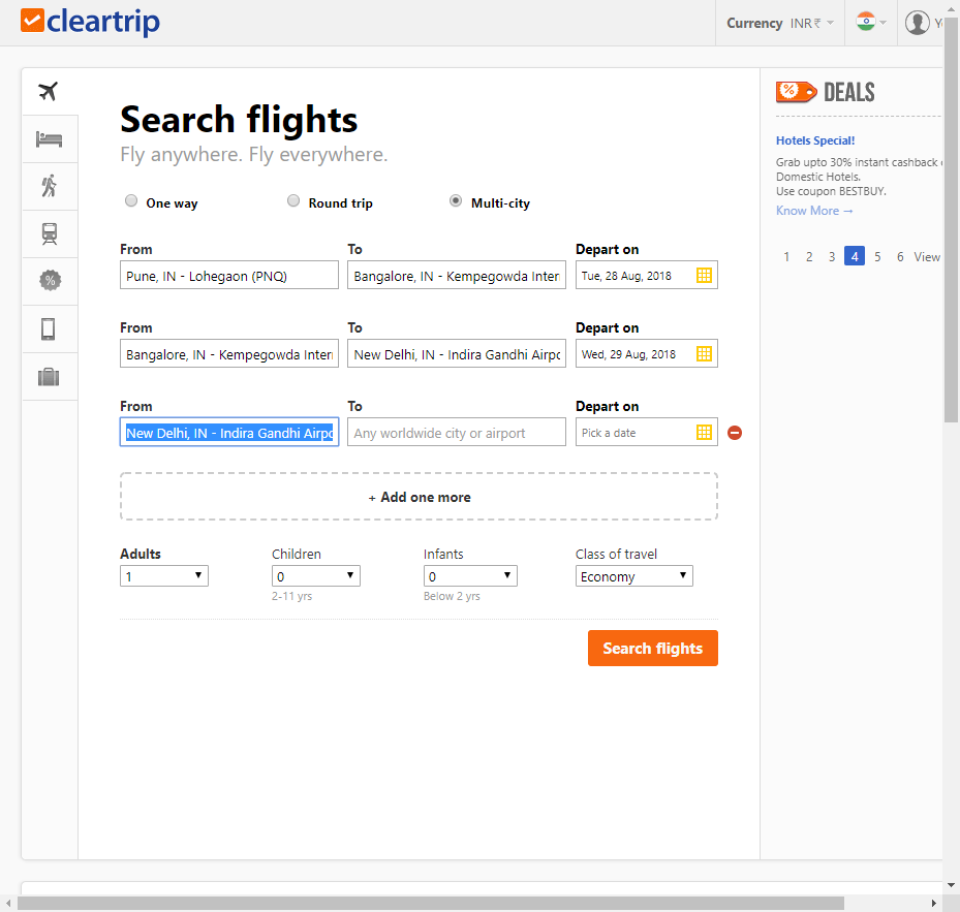 cleartrip
Currency INR₹
Search flights
Fly anywhere. Fly everywhere.
One way Round trip Multi-city
From To Depart on
Pune, IN - Lohegaon (PNQ) Bangalore, IN - Kempegowda Inter Tue, 28 Aug, 2018
From To Depart on
Bangalore, IN - Kempegowda Inter New Delhi, IN - Indira Gandhi Airpo Wed, 29 Aug, 2018
From To Depart on
New Delhi, IN - Indira Gandhi Airpo Any worldwide city or airport Pick a date
+ Add one more
Adults Children Infants Class of travel
1 0 0 Economy
2-11 yrs Below 2 yrs
Search flights
% DEALS
Hotels Special!
Grab upto 30% instant cashback
Domestic Hotels.
Use coupon BESTBUY.
Know More →
1 2 3 4 5 6 View
%